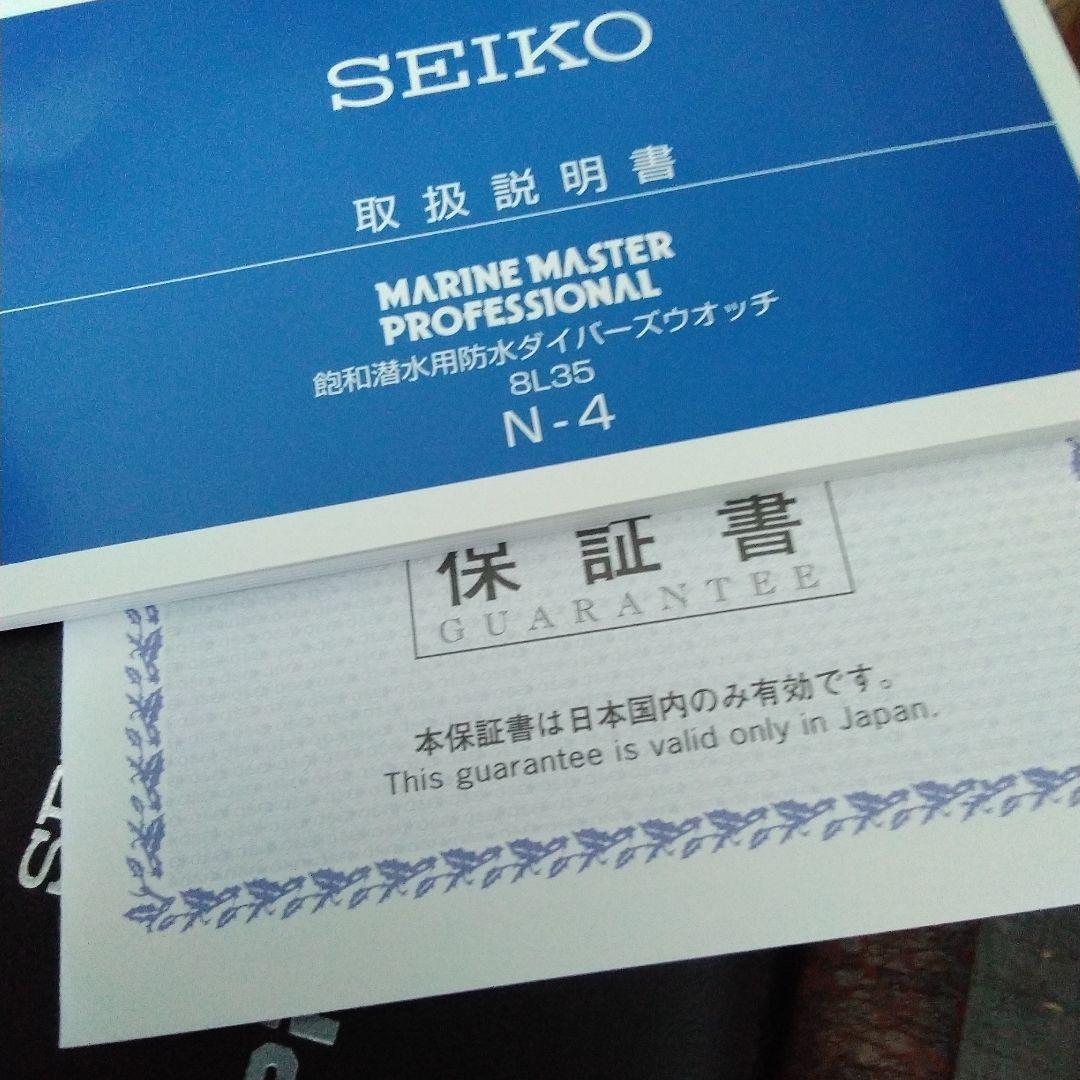 SEIKO
取扱説明書
MARINE MASTER
PROFESSIONAL
飽和潜水用防水ダイバーズウオッチ
8L35
N-4
保証書
GUARANTEE
本保証書は日本国内のみ有効です。
This guarantee is valid only in Japan.